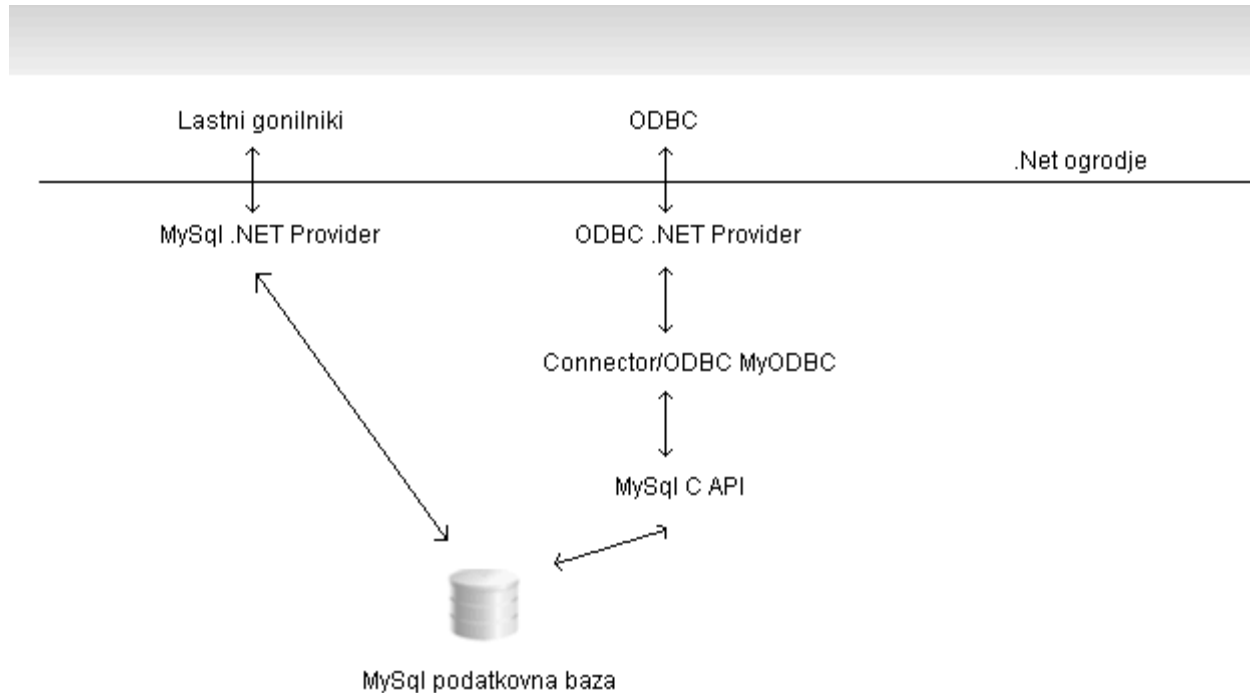 Lastni gonilniki
ODBC
.Net ogrodje
MySql .NET Provider
ODBC .NET Provider
Connector/ODBC MyODBC
MySql C API
MySql podatkovna baza